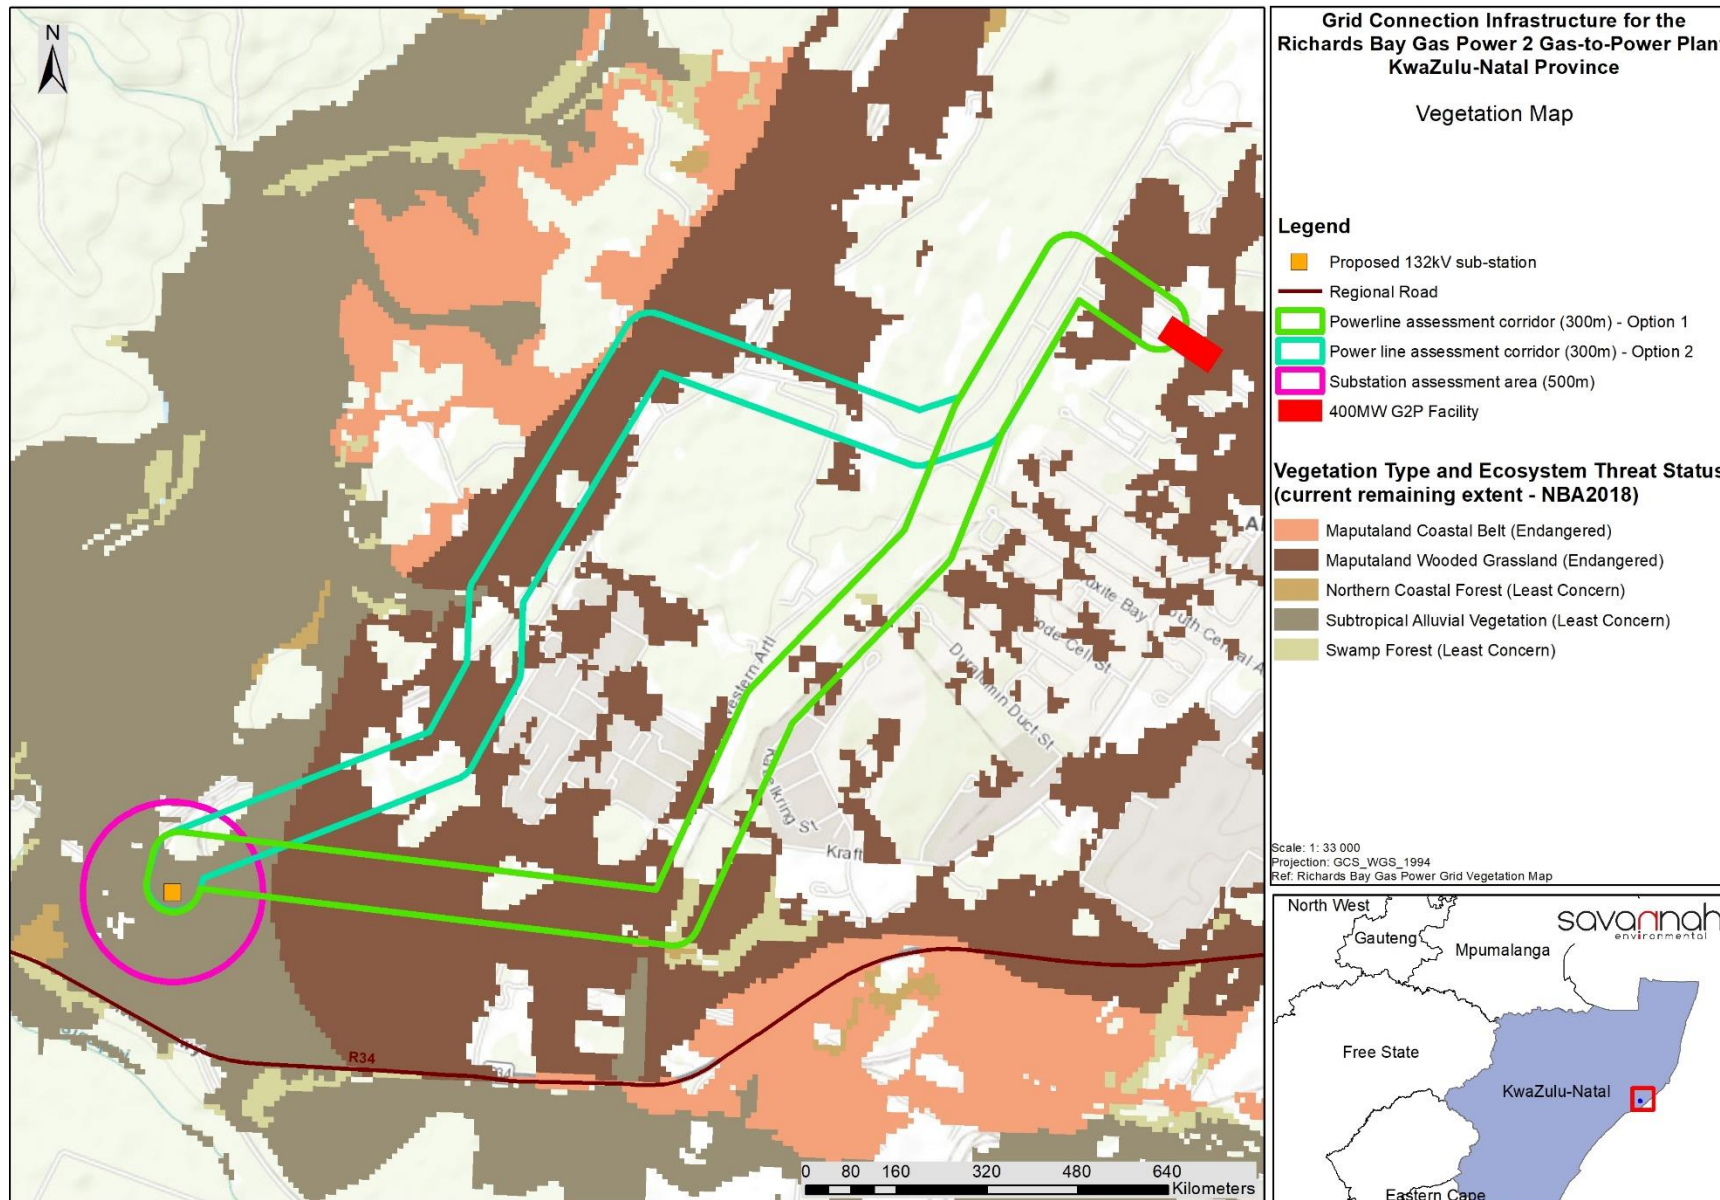 Grid Connection Infrastructure for the
Richards Bay Gas Power 2 Gas-to-Power Plant
KwaZulu-Natal Province
Vegetation Map
Legend
Proposed 132kV sub-station
Regional Road
Powerline assessment corridor (300m) - Option 1
Power line assessment corridor (300m) - Option 2
Substation assessment area (500m)
400MW G2P Facility
Vegetation Type and Ecosystem Threat Status
(current remaining extent - NBA2018)
Maputaland Coastal Belt (Endangered)
Maputaland Wooded Grassland (Endangered)
Northern Coastal Forest (Least Concern)
Subtropical Alluvial Vegetation (Least Concern)
Swamp Forest (Least Concern)
Scale: 1: 33 000
Projection: GCS_WGS_1994
Ref: Richards Bay Gas Power Grid Vegetation Map
North West
Gauteng
Mpumalanga
savannah
environmental
Free State
KwaZulu-Natal
Eastern Cape
N
Duralumin Duct St
Kraft
R34
0 80 160 320 480 640
Kilometers